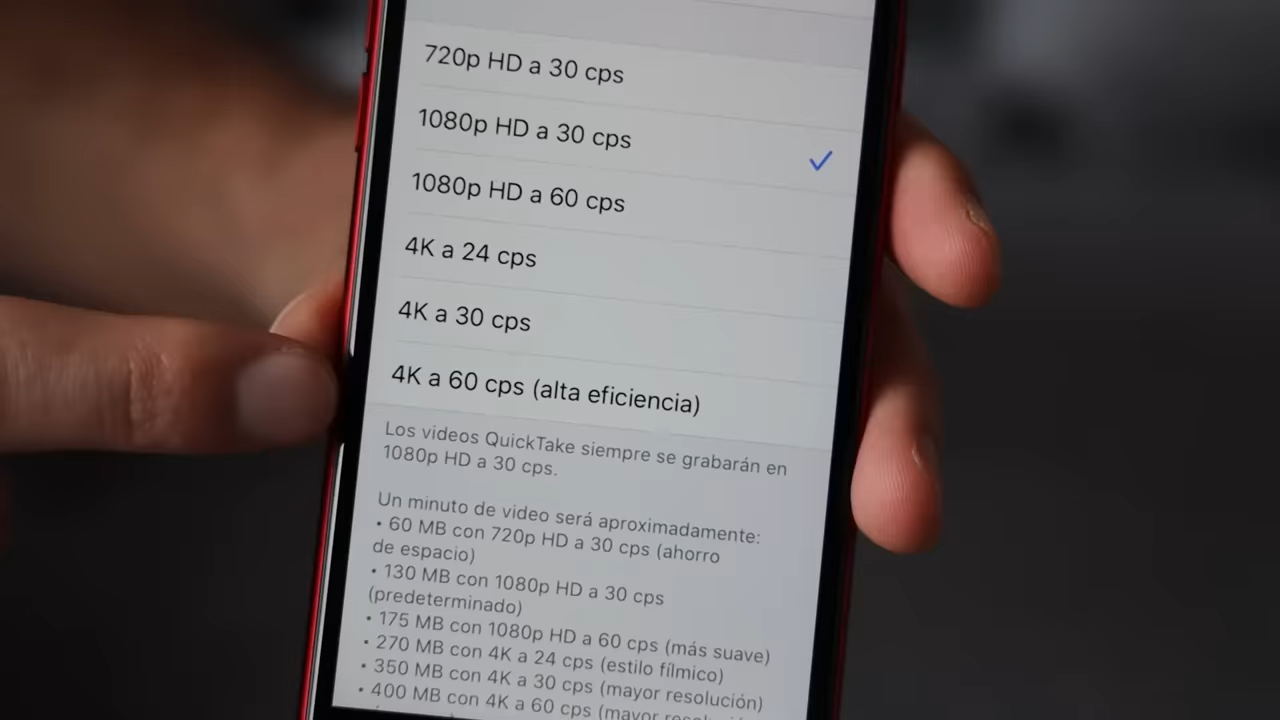 720p HD a 30 cps
1080p HD a 30 cps
1080p HD a 60 cps
4K a 24 cps
4K a 30 cps
4K a 60 cps (alta eficiencia)
Los videos QuickTake siempre se grabarán en
1080p HD a 30 cps.
Un minuto de video será aproximadamente:
• 60 MB con 720p HD a 30 cps (ahorro
de espacio)
• 130 MB con 1080p HD a 30 cps
(predeterminado)
• 175 MB con 1080p HD a 60 cps (más suave)
• 270 MB con 4K a 24 cps (estilo fílmico)
• 350 MB con 4K a 30 cps (mayor resolución)
• 400 MB con 4K a 60 cps (mayor